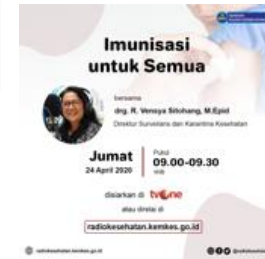 Imunisasi
untuk Semua
bersama
drg. R. Vensya Sitohang, M.Epid
Direktur Surveilans dan Karantina Kesehatan
Jumat
24 April 2020
Pukul
09.00-09.30
WIB
disiarkan di tvOne
atau direlai di
radiokesehatan.kemkes.go.id
radiokesehatan.kemkes.go.id